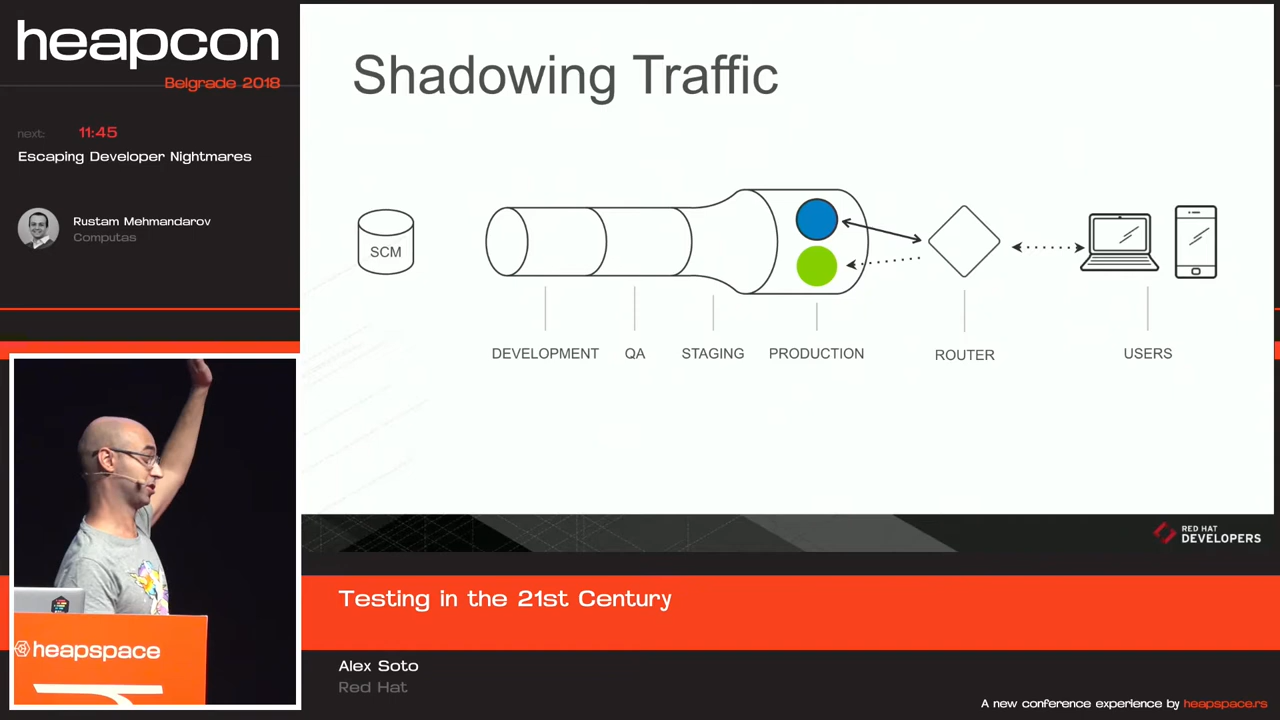 heapcon
Belgrade 2018
next: 11:45
Escaping Developer Nightmares
Rustam Mehmandarov
Computas
Shadowing Traffic
SCM
DEVELOPMENT
QA
STAGING
PRODUCTION
ROUTER
USERS
RED HAT
DEVELOPERS
heapspace
Testing in the 21st Century
Alex Soto
Red Hat
A new conference experience by heapspace.rs